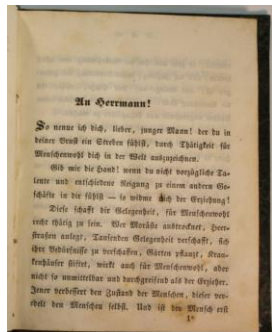 An Herrmann!
So nenne ich dich, lieber, junger Mann! der du in
deiner Brust ein Streben fühlst, durch Thätigkeit für
Menschenwohl dich in der Welt auszuzeichnen.
Gib mir die Hand! wenn du nicht vorzügliche Ta-
lente und entschiedene Neigung zu einem andern Ge-
schäfte in dir fühlst — so widme dich der Erziehung!
Diese schafft dir Gelegenheit, für Menschenwohl
recht thätig zu sein. Wer Moräste austrocknet, Heer-
straßen anlegt, Tausenden Gelegenheit verschafft, sich
ihre Bedürfnisse zu verschaffen, Gärten pflanzt, Kran-
kenhäuser stiftet, wirkt auch für Menschenwohl, aber
nicht so unmittelbar und durchgreifend als der Erzieher.
Jener verbessert den Zustand der Menschen, dieser ver-
edelt den Menschen selbst. Und ist der Mensch erst
1*